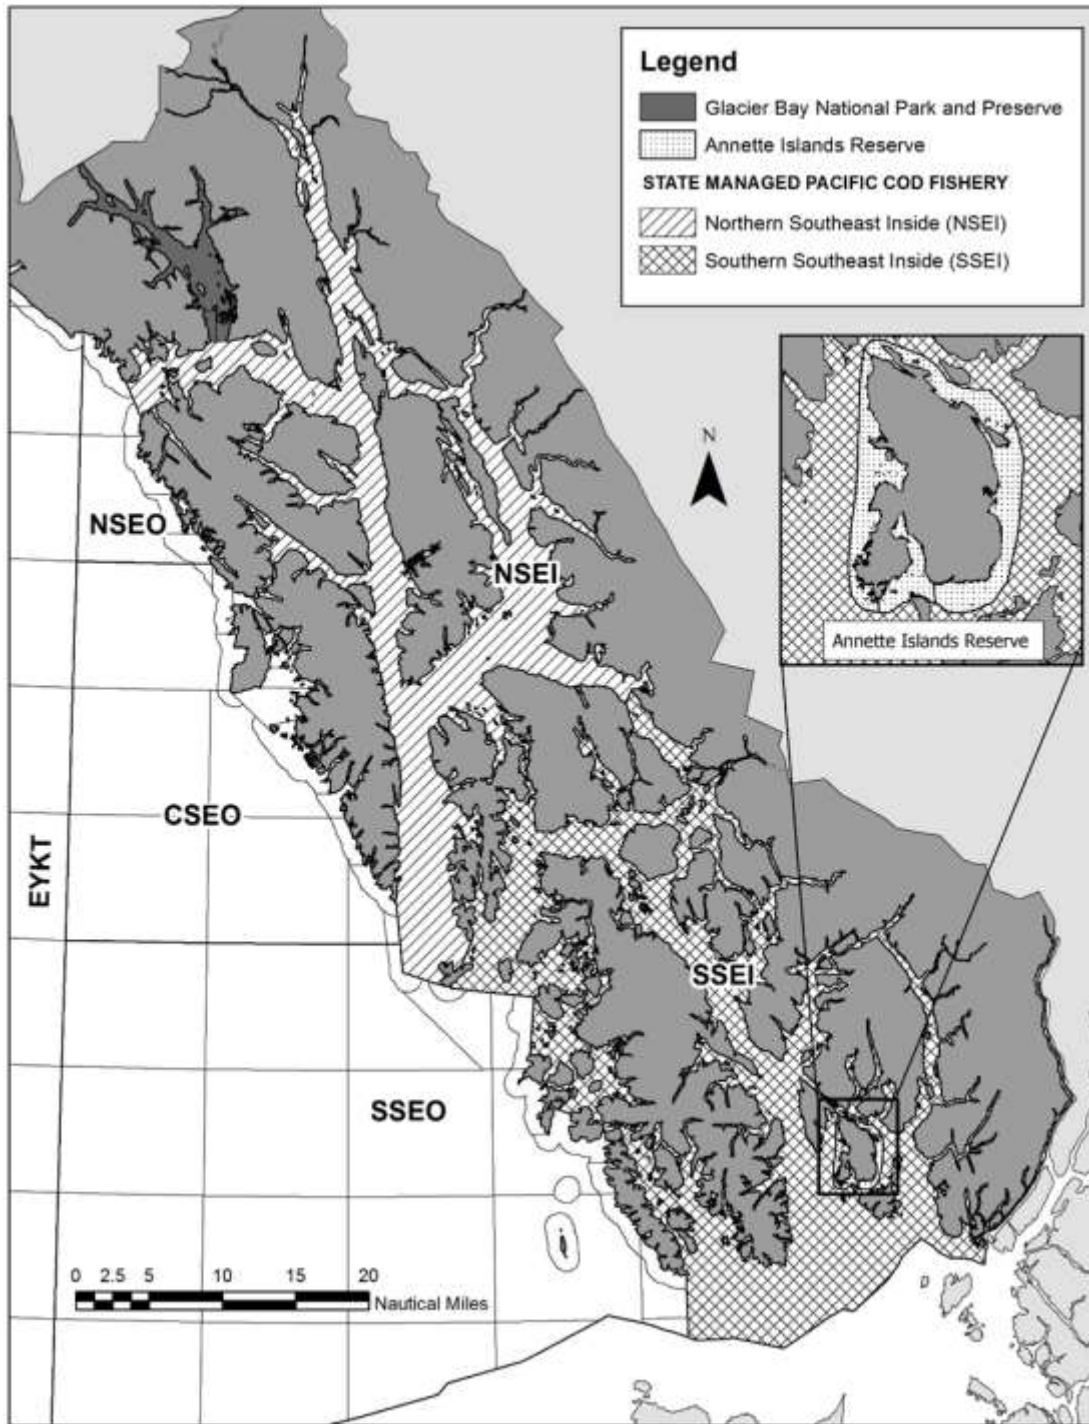 Legend
Glacier Bay National Park and Preserve
Annette Islands Reserve
STATE MANAGED PACIFIC COD FISHERY
Northern Southeast Inside (NSEI)
Southern Southeast Inside (SSEI)
N
NSEO
NSEI
Annette Islands Reserve
CSEO
EYKT
SSEI
SSEO
0 2.5 5 10 15 20
Nautical Miles